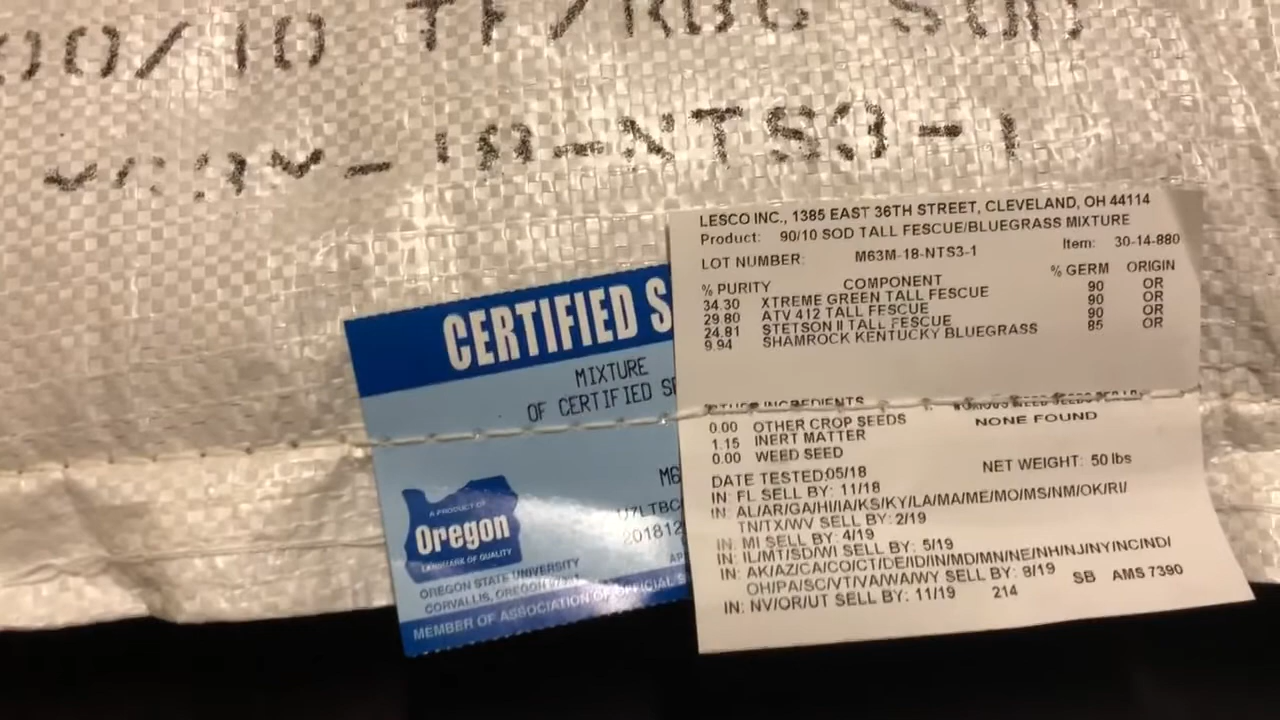 00/10 TF/KBG SOD
M63M-18-NTS3-1
LESCO INC., 1385 EAST 36TH STREET, CLEVELAND, OH 44114
Product: 90/10 SOD TALL FESCUE/BLUEGRASS MIXTURE
LOT NUMBER: M63M-18-NTS3-1 Item: 30-14-880
% PURITY COMPONENT % GERM ORIGIN
34.30 XTREME GREEN TALL FESCUE 90 OR
29.80 ATV 412 TALL FESCUE 90 OR
24.81 STETSON II TALL FESCUE 90 OR
9.94 SHAMROCK KENTUCKY BLUEGRASS 85 OR
OTHER INGREDIENTS NOXIOUS WEED SEEDS PER LB
0.00 OTHER CROP SEEDS NONE FOUND
1.15 INERT MATTER
0.00 WEED SEED
DATE TESTED:05/18 NET WEIGHT: 50 lbs
IN: FL SELL BY: 11/18
IN: AL/AR/GA/HI/IA/KS/KY/LA/MA/ME/MO/MS/NM/OK/RI/
TN/TX/WV SELL BY: 2/19
IN: MI SELL BY: 4/19
IN: IL/MT/SD/WI SELL BY: 5/19
IN: AK/AZ/CA/CO/CT/DE/ID/IN/MD/MN/NE/NH/NJ/NY/NC/ND/
OH/PA/SC/VT/VA/WA/WY SELL BY: 8/19 SB AMS 7390
IN: NV/OR/UT SELL BY: 11/19 214
CERTIFIED S
MIXTURE
OF CERTIFIED SE
M6
U7LTBC
201812
A PRODUCT OF
Oregon
LANDMARK OF QUALITY
OREGON STATE UNIVERSITY
CORVALLIS, OREGON
MEMBER OF ASSOCIATION OF OFFICIAL S